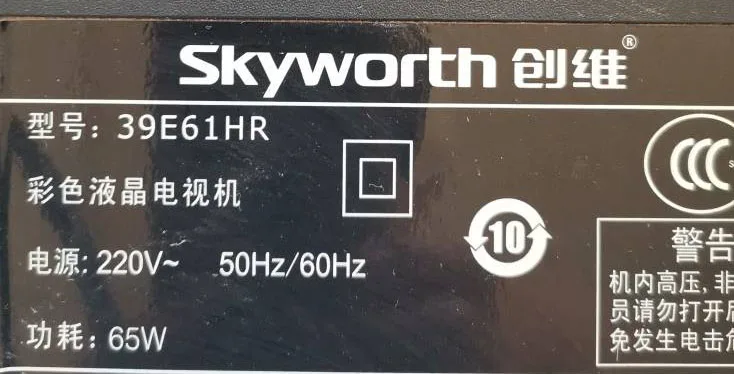 Skyworth 创维®
型号：39E61HR
彩色液晶电视机
电源: 220V~ 50Hz/60Hz
功耗: 65W
10
CCC
S
警告
机内高压,非
员请勿打开后
免发生电击危